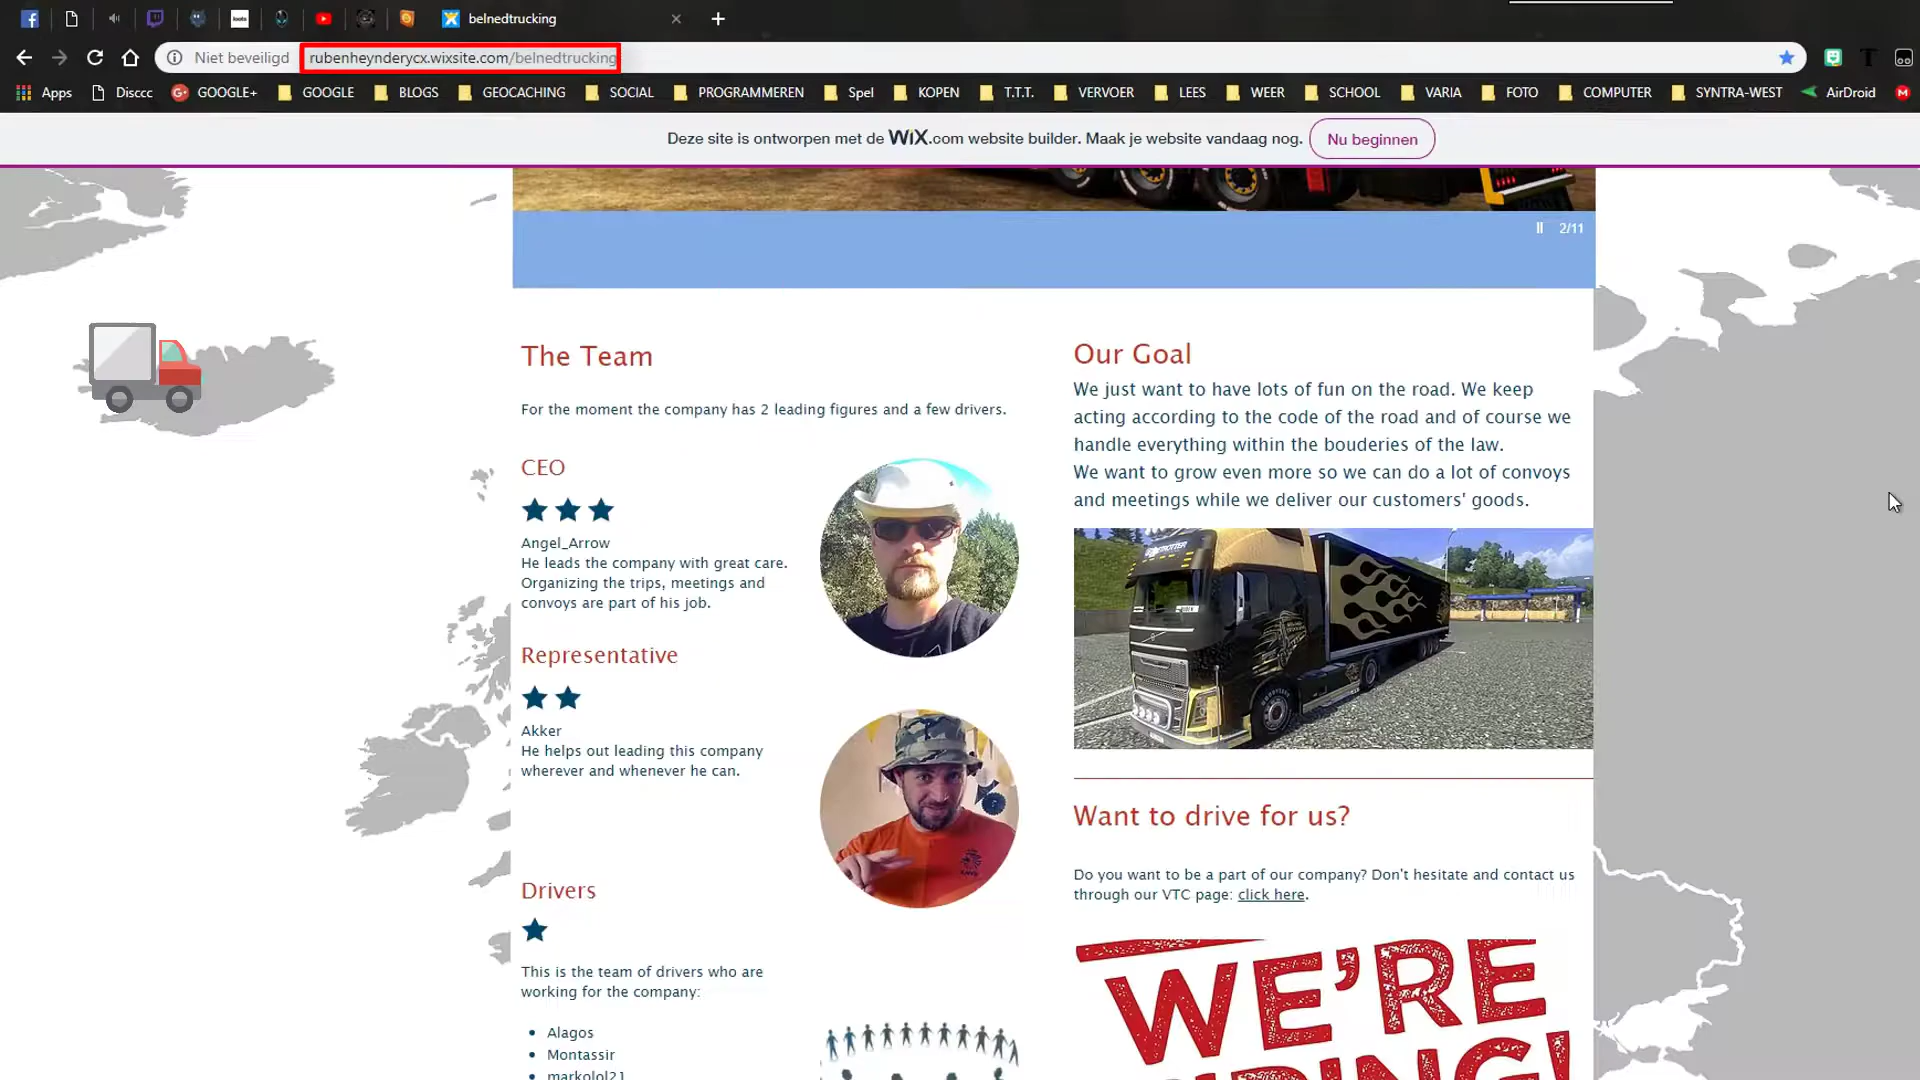 belnedtrucking
Niet beveiligd
rubenheynderycx.wixsite.com/belnedtrucking
Apps
Disccc
GOOGLE+
GOOGLE
BLOGS
GEOCACHING
SOCIAL
PROGRAMMEREN
Spel
KOPEN
T.T.T.
VERVOER
LEES
WEER
SCHOOL
VARIA
FOTO
COMPUTER
SYNTRA-WEST
AirDroid
Deze site is ontworpen met de WiX.com website builder. Maak je website vandaag nog.
Nu beginnen
2/11
The Team
For the moment the company has 2 leading figures and a few drivers.
CEO
Angel_Arrow
He leads the company with great care.
Organizing the trips, meetings and
convoys are part of his job.
Representative
Akker
He helps out leading this company
wherever and whenever he can.
Drivers
This is the team of drivers who are
working for the company:
Alagos
Montassir
markolol21
Our Goal
We just want to have lots of fun on the road. We keep
acting according to the code of the road and of course we
handle everything within the bouderies of the law.
We want to grow even more so we can do a lot of convoys
and meetings while we deliver our customers' goods.
Want to drive for us?
Do you want to be a part of our company? Don't hesitate and contact us
through our VTC page: click here.
WE'RE